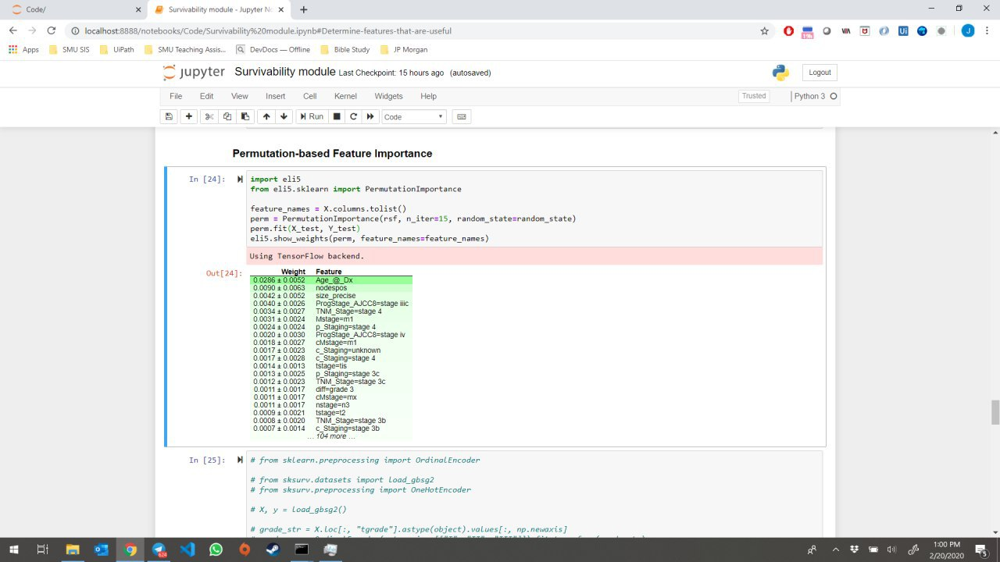 Code/
Survivability module - Jupyter No
localhost:8888/notebooks/Code/Survivability%20module.ipynb#Determine-features-that-are-useful
Apps SMU SIS UiPath SMU Teaching Assis... DevDocs — Offline Bible Study JP Morgan
jupyter Survivability module Last Checkpoint: 15 hours ago (autosaved) Logout
File Edit View Insert Cell Kernel Widgets Help Trusted Python 3
Run Code
Permutation-based Feature Importance
In [24]: import eli5
from eli5.sklearn import PermutationImportance
feature_names = X.columns.tolist()
perm = PermutationImportance(rsf, n_iter=15, random_state=random_state)
perm.fit(X_test, Y_test)
eli5.show_weights(perm, feature_names=feature_names)
Using TensorFlow backend.
Out[24]: Weight Feature
0.0286 ± 0.0052 Age_@_Dx
0.0090 ± 0.0063 nodespos
0.0042 ± 0.0052 size_precise
0.0040 ± 0.0026 ProgStage_AJCC8=stage iiic
0.0034 ± 0.0027 TNM_Stage=stage 4
0.0031 ± 0.0024 Mstage=m1
0.0024 ± 0.0024 p_Staging=stage 4
0.0020 ± 0.0030 ProgStage_AJCC8=stage iv
0.0018 ± 0.0027 cMstage=m1
0.0017 ± 0.0023 c_Staging=unknown
0.0017 ± 0.0028 c_Staging=stage 4
0.0014 ± 0.0013 tstage=tis
0.0013 ± 0.0025 p_Staging=stage 3c
0.0012 ± 0.0023 TNM_Stage=stage 3c
0.0011 ± 0.0017 diff=grade 3
0.0011 ± 0.0017 cMstage=mx
0.0011 ± 0.0017 nstage=n3
0.0009 ± 0.0021 tstage=t2
0.0008 ± 0.0020 TNM_Stage=stage 3b
0.0007 ± 0.0014 c_Staging=stage 3b
… 104 more …
In [25]: # from sklearn.preprocessing import OrdinalEncoder
# from sksurv.datasets import load_gbsg2
# from sksurv.preprocessing import OneHotEncoder
# X, y = load_gbsg2()
# grade_str = X.loc[:, "tgrade"].astype(object).values[:, np.newaxis]
1:00 PM
2/20/2020